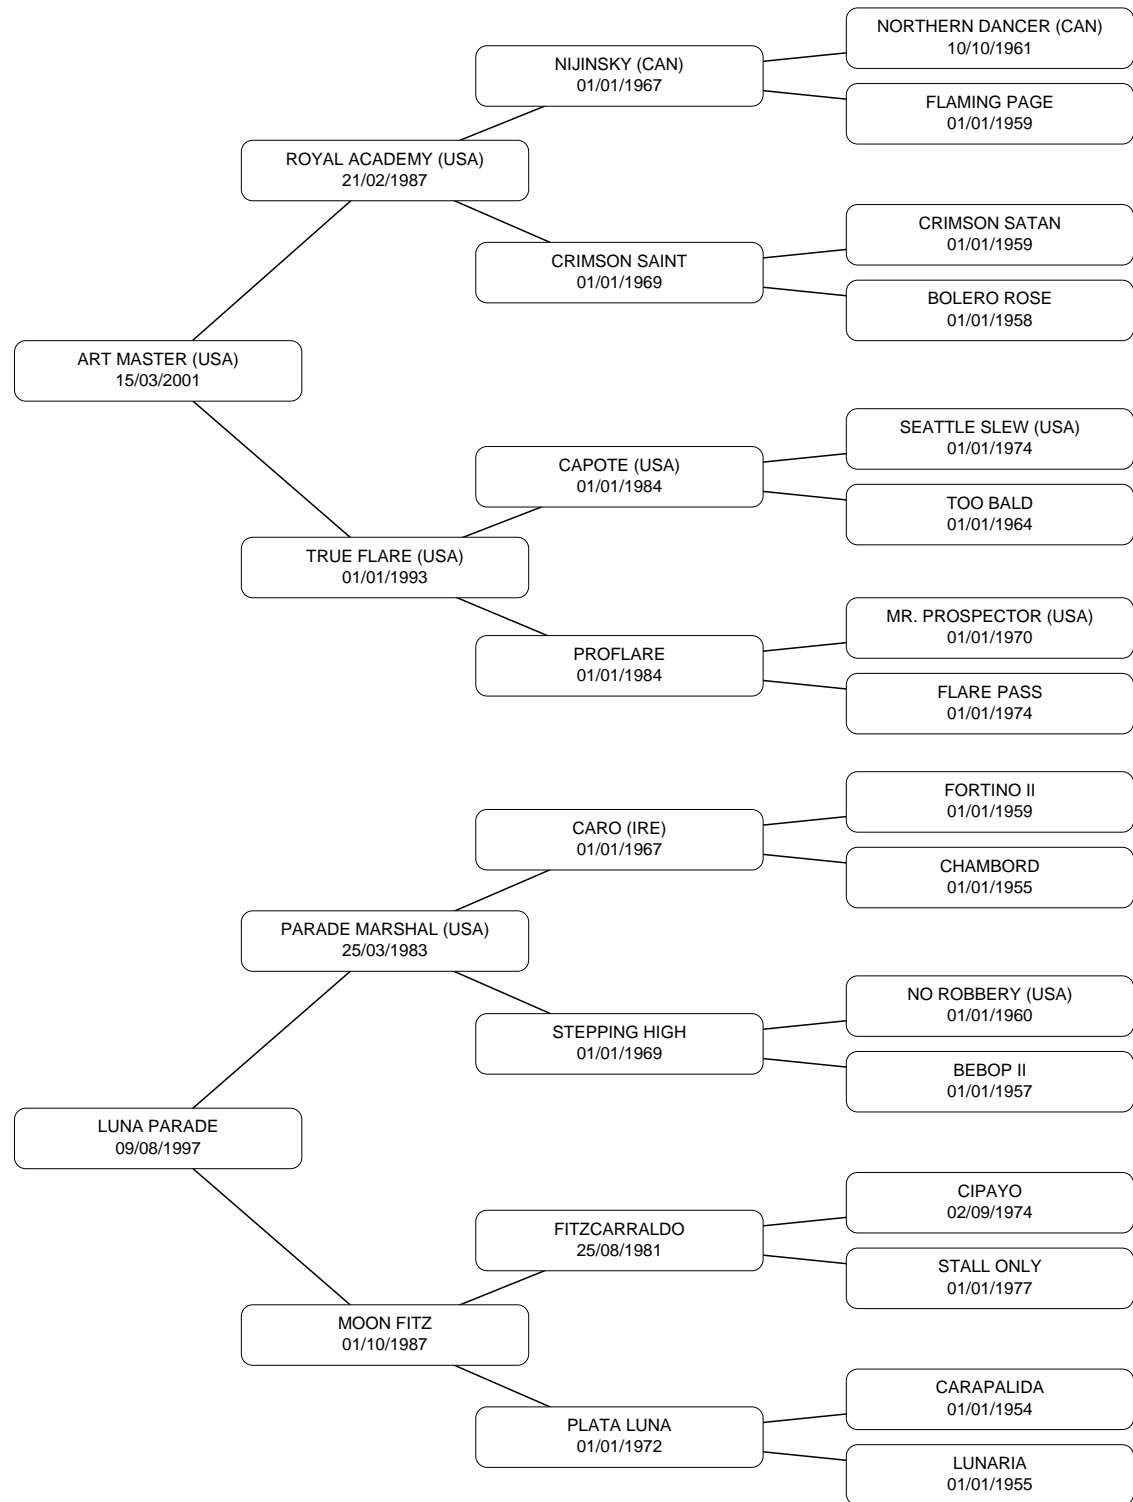 NORTHERN DANCER (CAN)
10/10/1961
NIJINSKY (CAN)
01/01/1967
FLAMING PAGE
01/01/1959
ROYAL ACADEMY (USA)
21/02/1987
CRIMSON SATAN
01/01/1959
CRIMSON SAINT
01/01/1969
BOLERO ROSE
01/01/1958
ART MASTER (USA)
15/03/2001
SEATTLE SLEW (USA)
01/01/1974
CAPOTE (USA)
01/01/1984
TOO BALD
01/01/1964
TRUE FLARE (USA)
01/01/1993
MR. PROSPECTOR (USA)
01/01/1970
PROFLARE
01/01/1984
FLARE PASS
01/01/1974
FORTINO II
01/01/1959
CARO (IRE)
01/01/1967
CHAMBORD
01/01/1955
PARADE MARSHAL (USA)
25/03/1983
NO ROBBERY (USA)
01/01/1960
STEPPING HIGH
01/01/1969
BEBOP II
01/01/1957
LUNA PARADE
09/08/1997
CIPAYO
02/09/1974
FITZCARRALDO
25/08/1981
STALL ONLY
01/01/1977
MOON FITZ
01/10/1987
CARAPALIDA
01/01/1954
PLATA LUNA
01/01/1972
LUNARIA
01/01/1955